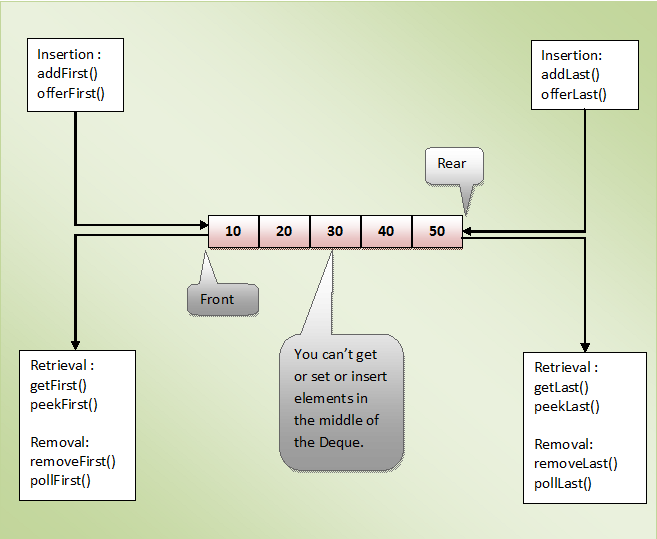 Insertion :
addFirst()
offerFirst()
Insertion:
addLast()
offerLast()
Rear
10 20 30 40 50
Front
You can’t get
or set or insert
elements in
the middle of
the Deque.
Retrieval :
getFirst()
peekFirst()
Removal:
removeFirst()
pollFirst()
Retrieval :
getLast()
peekLast()
Removal:
removeLast()
pollLast()